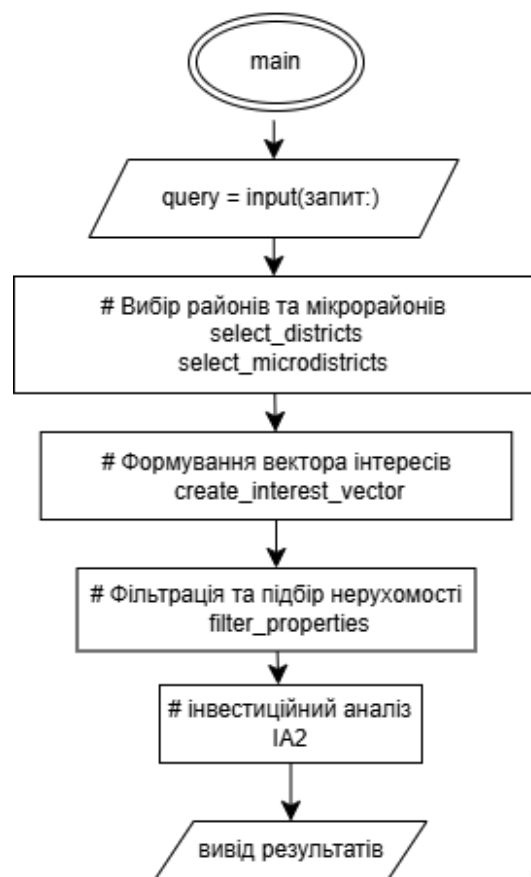 main
query = input(запит:)
# Вибір районів та мікрорайонів
select_districts
select_microdistricts
# Формування вектора інтересів
create_interest_vector
# Фільтрація та підбір нерухомості
filter_properties
# інвестиційний аналіз
IA2
вивід результатів